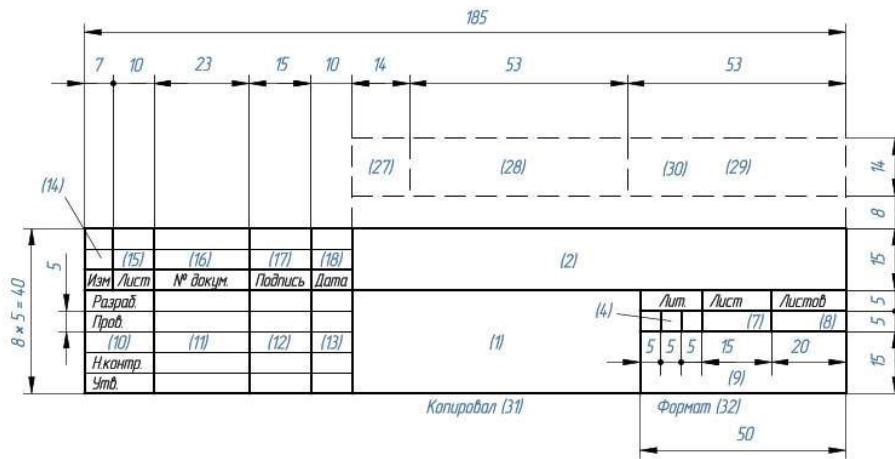 185
7 10 23 15 10 14 53 53
(27) (28) (30) (29) 14
(14) 8
(15) (16) (17) (18) (2) 15
5 Изм Лист № докум. Подпись Дата
8 × 5 = 40 Разраб. Лит. Лист Листов 5
Пров. (4) (7) (8) 5
(10) (11) (12) (13) (1) 5 5 5 15 20 15
Н.контр. (9)
Утв.
Копировал (31) Формат (32)
50